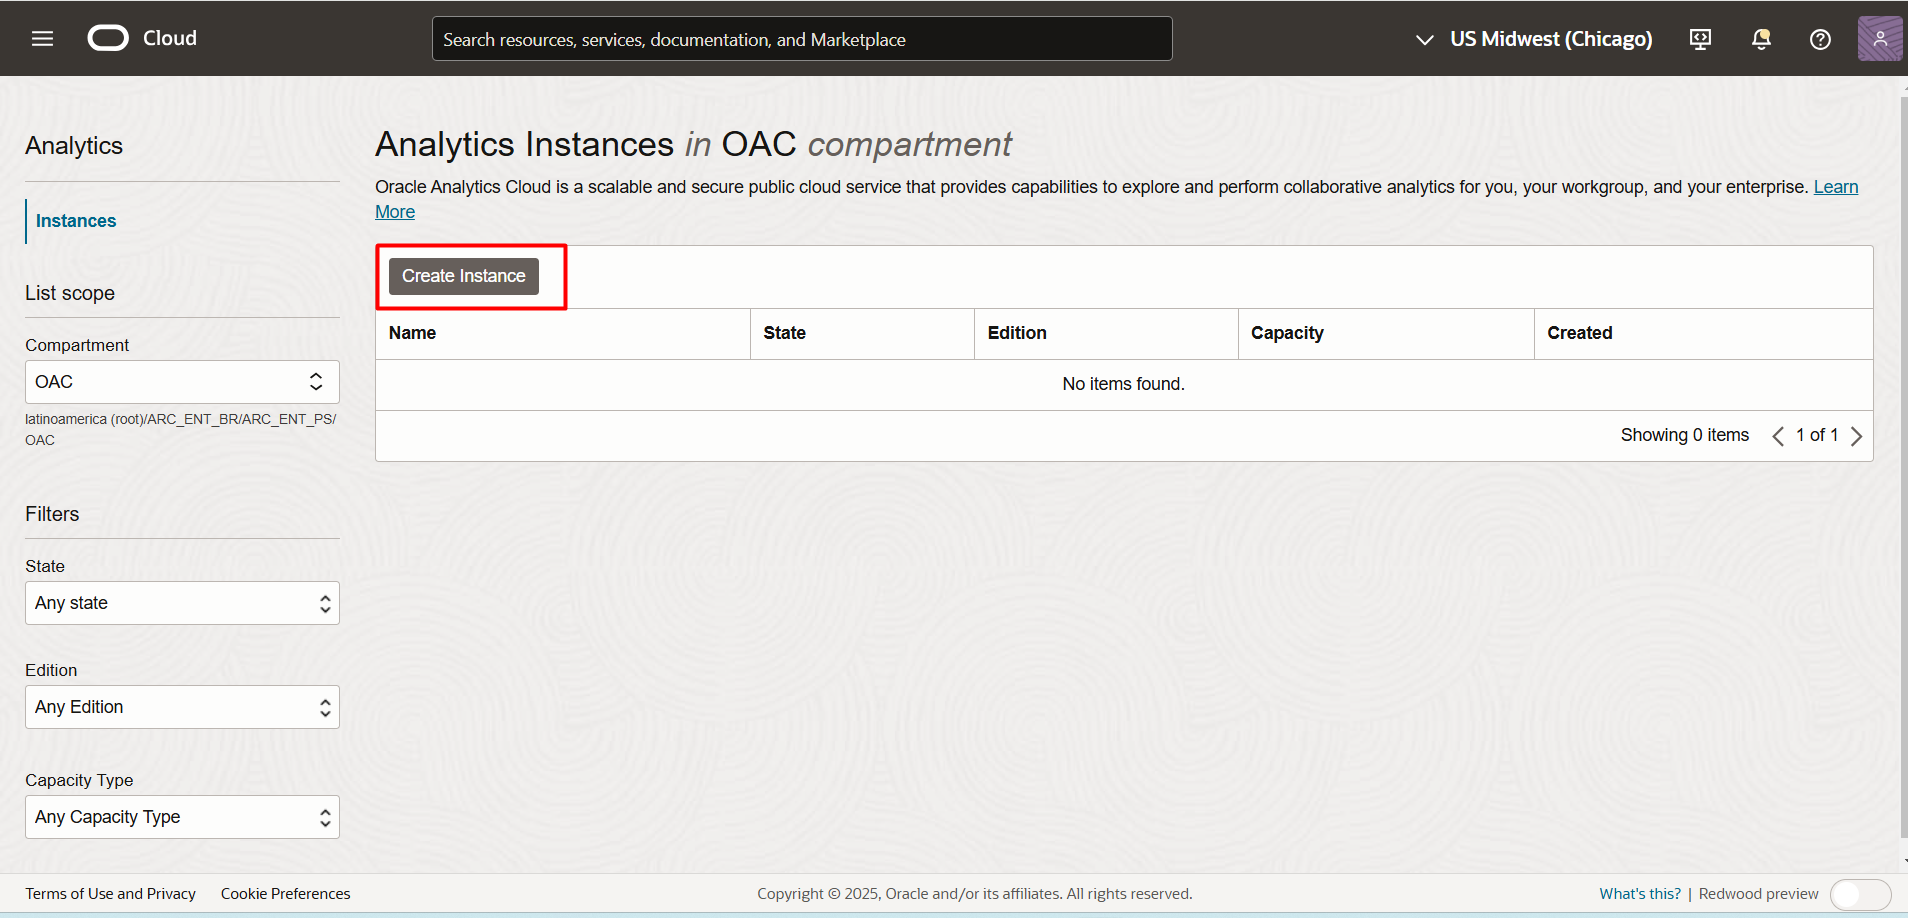 Cloud
Search resources, services, documentation, and Marketplace
US Midwest (Chicago)
Analytics
Instances
List scope
Compartment
OAC
latinoamerica (root)/ARC_ENT_BR/ARC_ENT_PS/
OAC
Filters
State
Any state
Edition
Any Edition
Capacity Type
Any Capacity Type
Analytics Instances in OAC compartment
Oracle Analytics Cloud is a scalable and secure public cloud service that provides capabilities to explore and perform collaborative analytics for you, your workgroup, and your enterprise. Learn
More
Create Instance
Name State Edition Capacity Created
No items found.
Showing 0 items 1 of 1
Terms of Use and Privacy Cookie Preferences Copyright © 2025, Oracle and/or its affiliates. All rights reserved. What's this? | Redwood preview